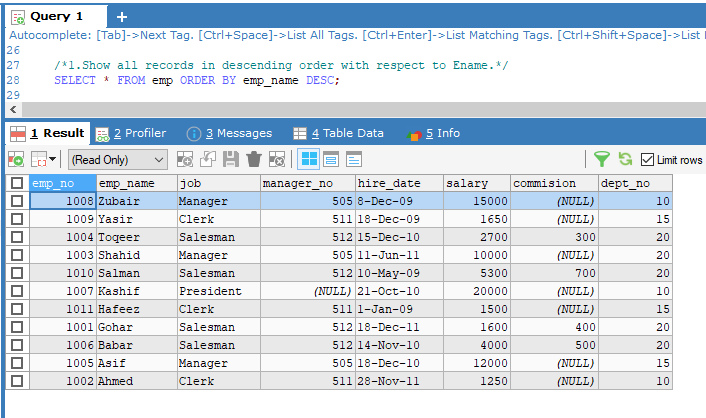 Query 1
Autocomplete: [Tab]->Next Tag. [Ctrl+Space]->List All Tags. [Ctrl+Enter]->List Matching Tags. [Ctrl+Shift+Space]->List
26
27 /*1.Show all records in descending order with respect to Ename.*/
28 SELECT * FROM emp ORDER BY emp_name DESC;
29
1 Result 2 Profiler 3 Messages 4 Table Data 5 Info
(Read Only) Limit rows
emp_no emp_name job manager_no hire_date salary commision dept_no
1008 Zubair Manager 505 8-Dec-09 15000 (NULL) 10
1009 Yasir Clerk 511 18-Dec-09 1650 (NULL) 15
1004 Toqeer Salesman 512 15-Dec-10 2700 300 20
1003 Shahid Manager 505 11-Jun-11 10000 (NULL) 20
1010 Salman Salesman 512 10-May-09 5300 700 20
1007 Kashif President (NULL) 21-Oct-10 20000 (NULL) 10
1011 Hafeez Clerk 511 1-Jan-09 1500 (NULL) 15
1001 Gohar Salesman 512 18-Dec-11 1600 400 20
1006 Babar Salesman 512 14-Nov-10 4000 500 20
1005 Asif Manager 505 18-Dec-10 12000 (NULL) 15
1002 Ahmed Clerk 511 28-Nov-11 1250 (NULL) 10